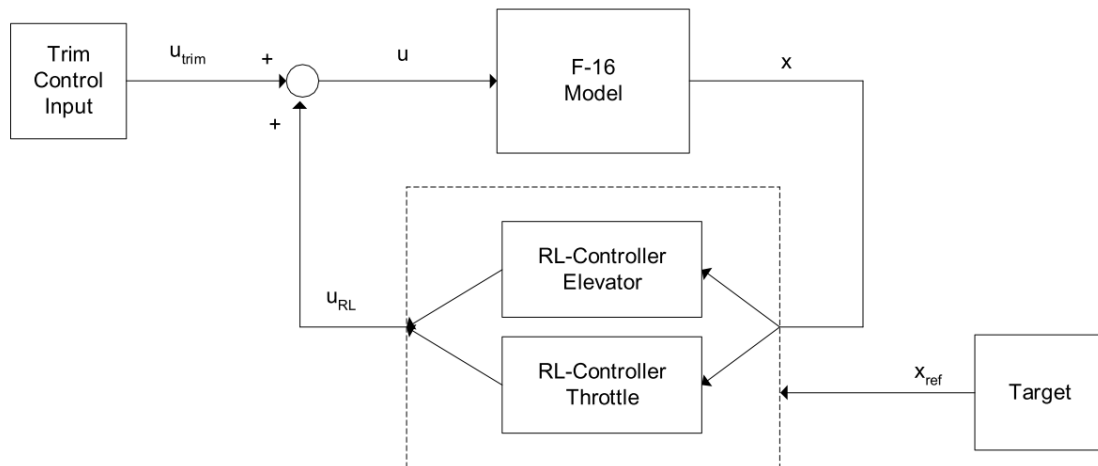 Trim
Control
Input
u_trim
+
+
u
F-16
Model
x
RL-Controller
Elevator
u_RL
RL-Controller
Throttle
x_ref
Target